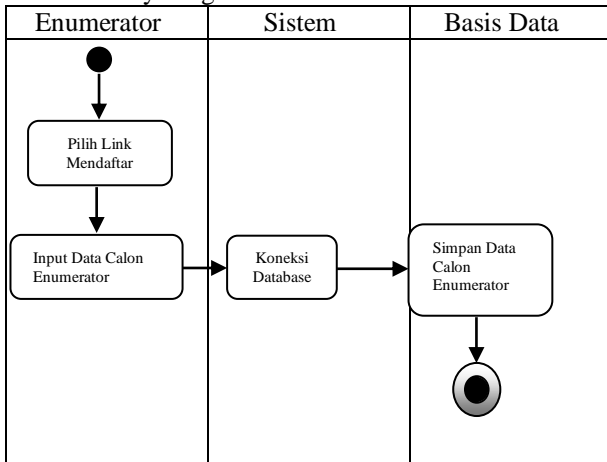 Enumerator
Sistem
Basis Data
Pilih Link
Mendaftar
Input Data Calon
Enumerator
Koneksi
Database
Simpan Data
Calon
Enumerator